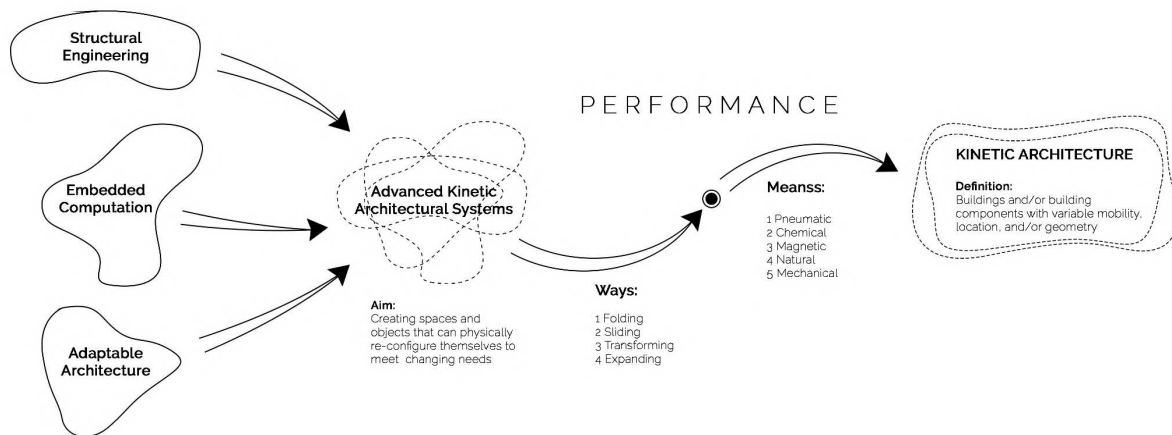 Structural
Engineering
Embedded
Computation
Adaptable
Architecture
Advanced Kinetic
Architectural Systems
Aim:
Creating spaces and
objects that can physically
re-configure themselves to
meet changing needs
PERFORMANCE
Ways:
1 Folding
2 Sliding
3 Transforming
4 Expanding
Meanss:
1 Pneumatic
2 Chemical
3 Magnetic
4 Natural
5 Mechanical
KINETIC ARCHITECTURE
Definition:
Buildings and/or building
components with variable mobility,
location, and/or geometry